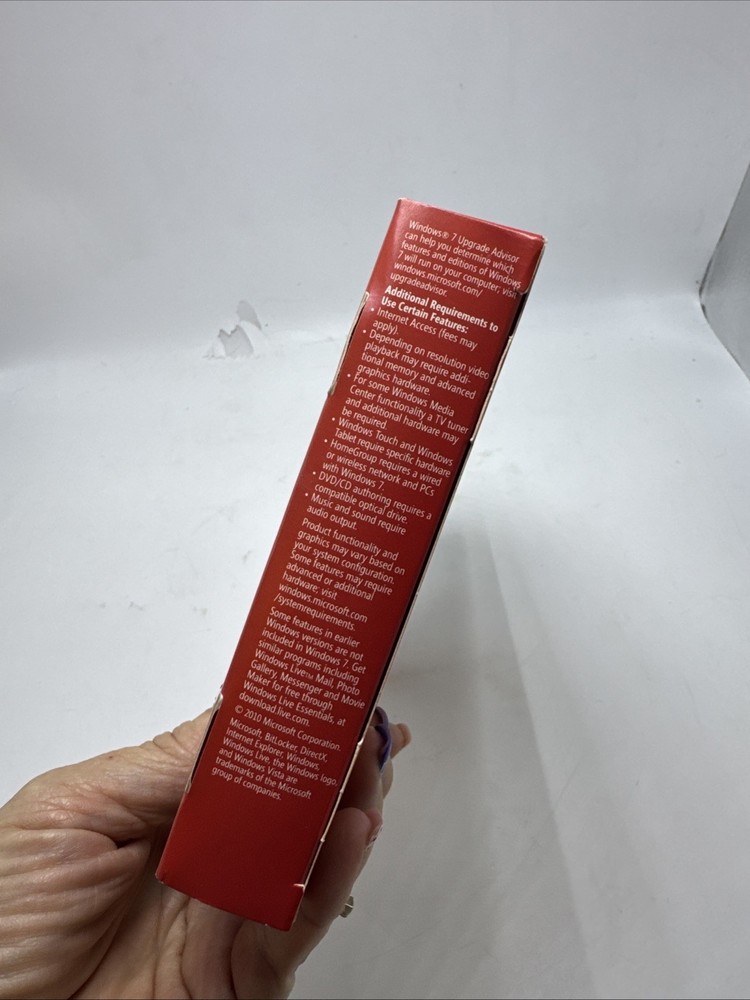 Windows® 7 Upgrade Advisor
can help you determine which
features and editions of Windows
7 will run on your computer, visit
windows.microsoft.com/
upgradeadvisor.
Additional Requirements to
Use Certain Features:
• Internet Access (fees may
apply).
• Depending on resolution video
playback may require addi-
tional memory and advanced
graphics hardware.
• For some Windows Media
Center functionality a TV tuner
and additional hardware may
be required.
• Windows Touch and Windows
Tablet require specific hardware
• HomeGroup requires a wired
or wireless network and PCs
with Windows 7.
• DVD/CD authoring requires a
compatible optical drive.
• Music and sound require
audio output.
Product functionality and
graphics may vary based on
your system configuration.
Some features may require
advanced or additional
hardware; visit
windows.microsoft.com
/systemrequirements.
Some features in earlier
Windows versions are not
included in Windows 7. Get
similar programs including
Windows Live™ Mail, Photo
Gallery, Messenger and Movie
Maker for free through
Windows Live Essentials, at
download.live.com.
© 2010 Microsoft Corporation.
Microsoft, BitLocker, DirectX,
Internet Explorer, Windows,
Windows Live, the Windows logo,
and Windows Vista are
trademarks of the Microsoft
group of companies.